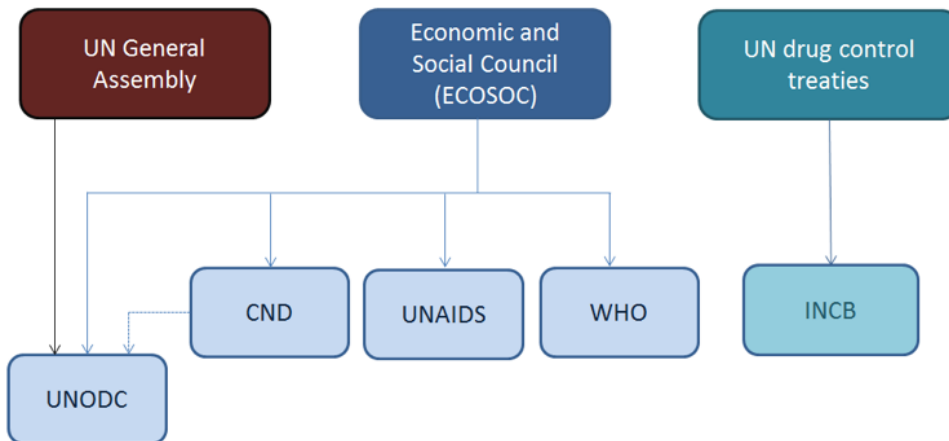 UN General
Assembly
Economic and
Social Council
(ECOSOC)
UN drug control
treaties
CND
UNAIDS
WHO
INCB
UNODC